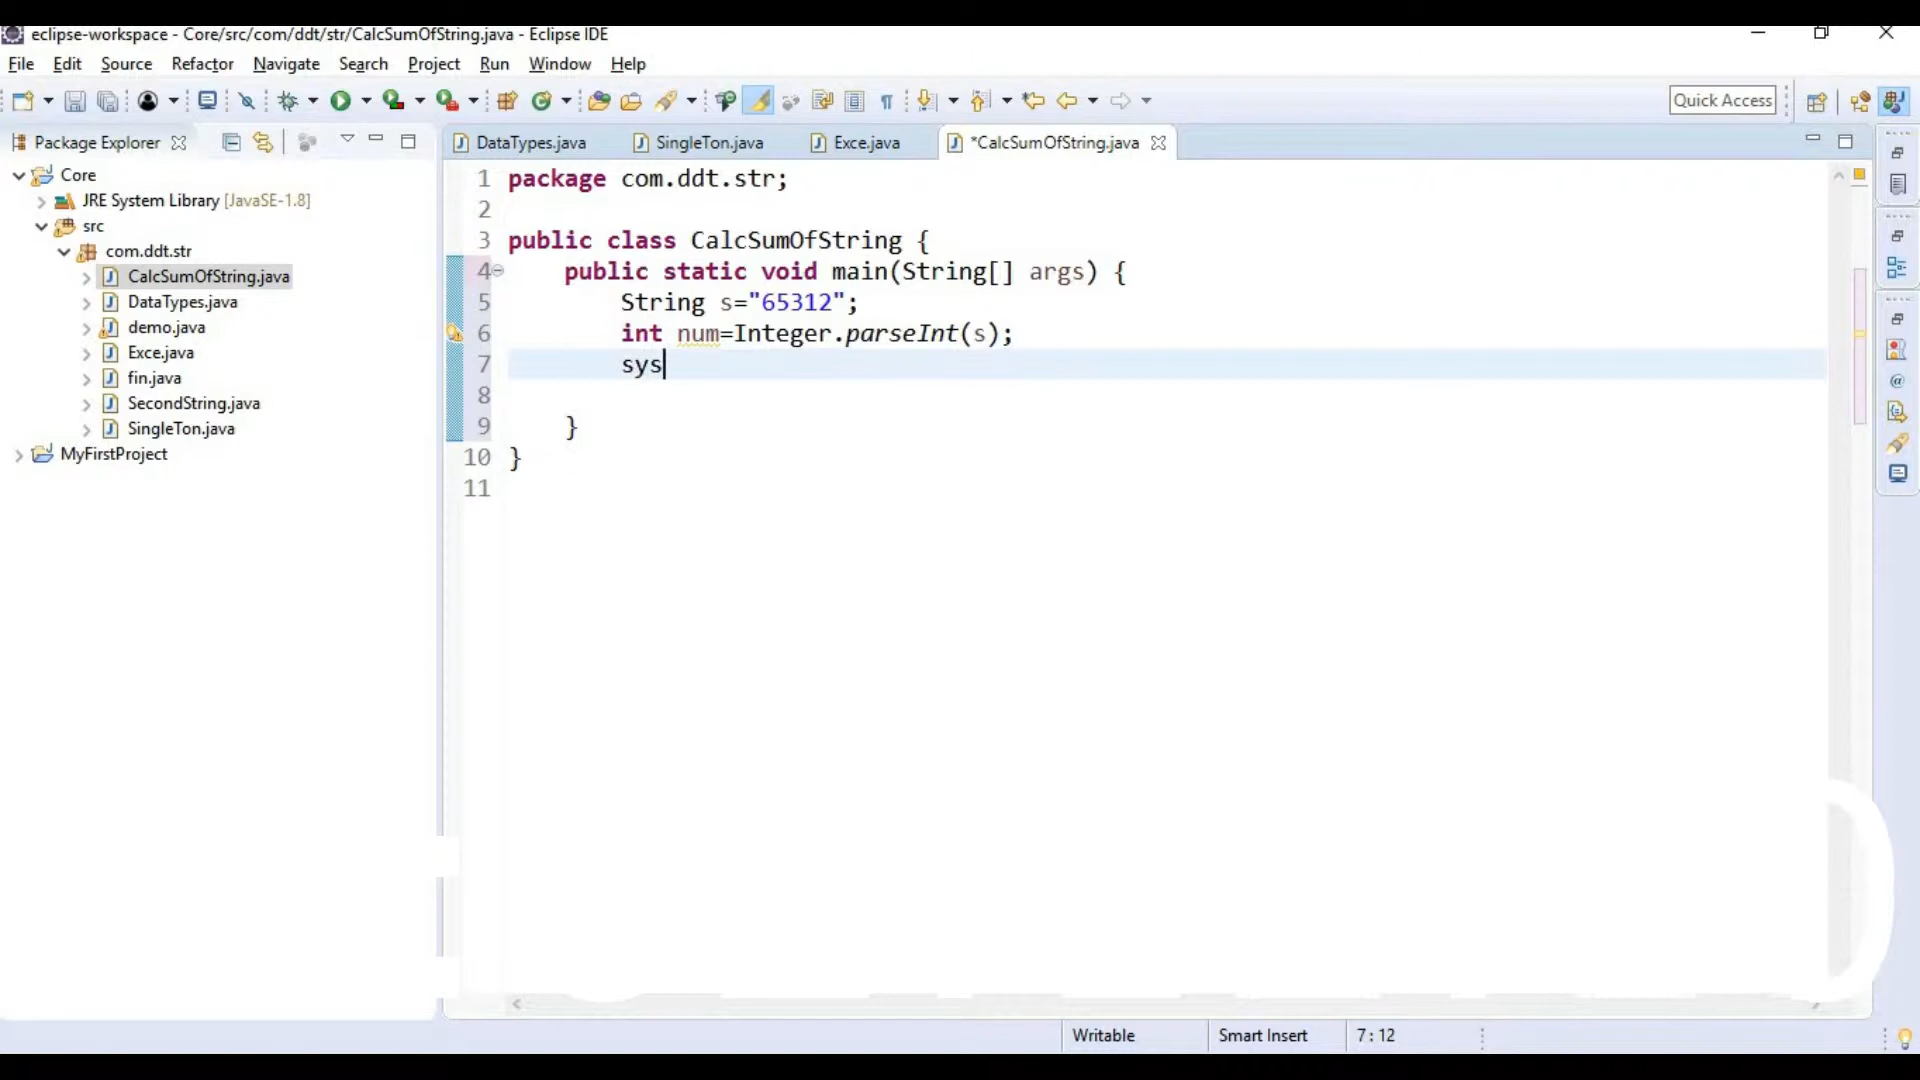 eclipse-workspace - Core/src/com/ddt/str/CalcSumOfString.java - Eclipse IDE
File Edit Source Refactor Navigate Search Project Run Window Help
Quick Access
Package Explorer
DataTypes.java SingleTon.java Exce.java *CalcSumOfString.java
Core
JRE System Library [JavaSE-1.8]
src
com.ddt.str
CalcSumOfString.java
DataTypes.java
demo.java
Exce.java
fin.java
SecondString.java
SingleTon.java
MyFirstProject
1 package com.ddt.str;
2
3 public class CalcSumOfString {
4 public static void main(String[] args) {
5 String s="65312";
6 int num=Integer.parseInt(s);
7 sys
8
9 }
10 }
11
Writable Smart Insert 7 : 12